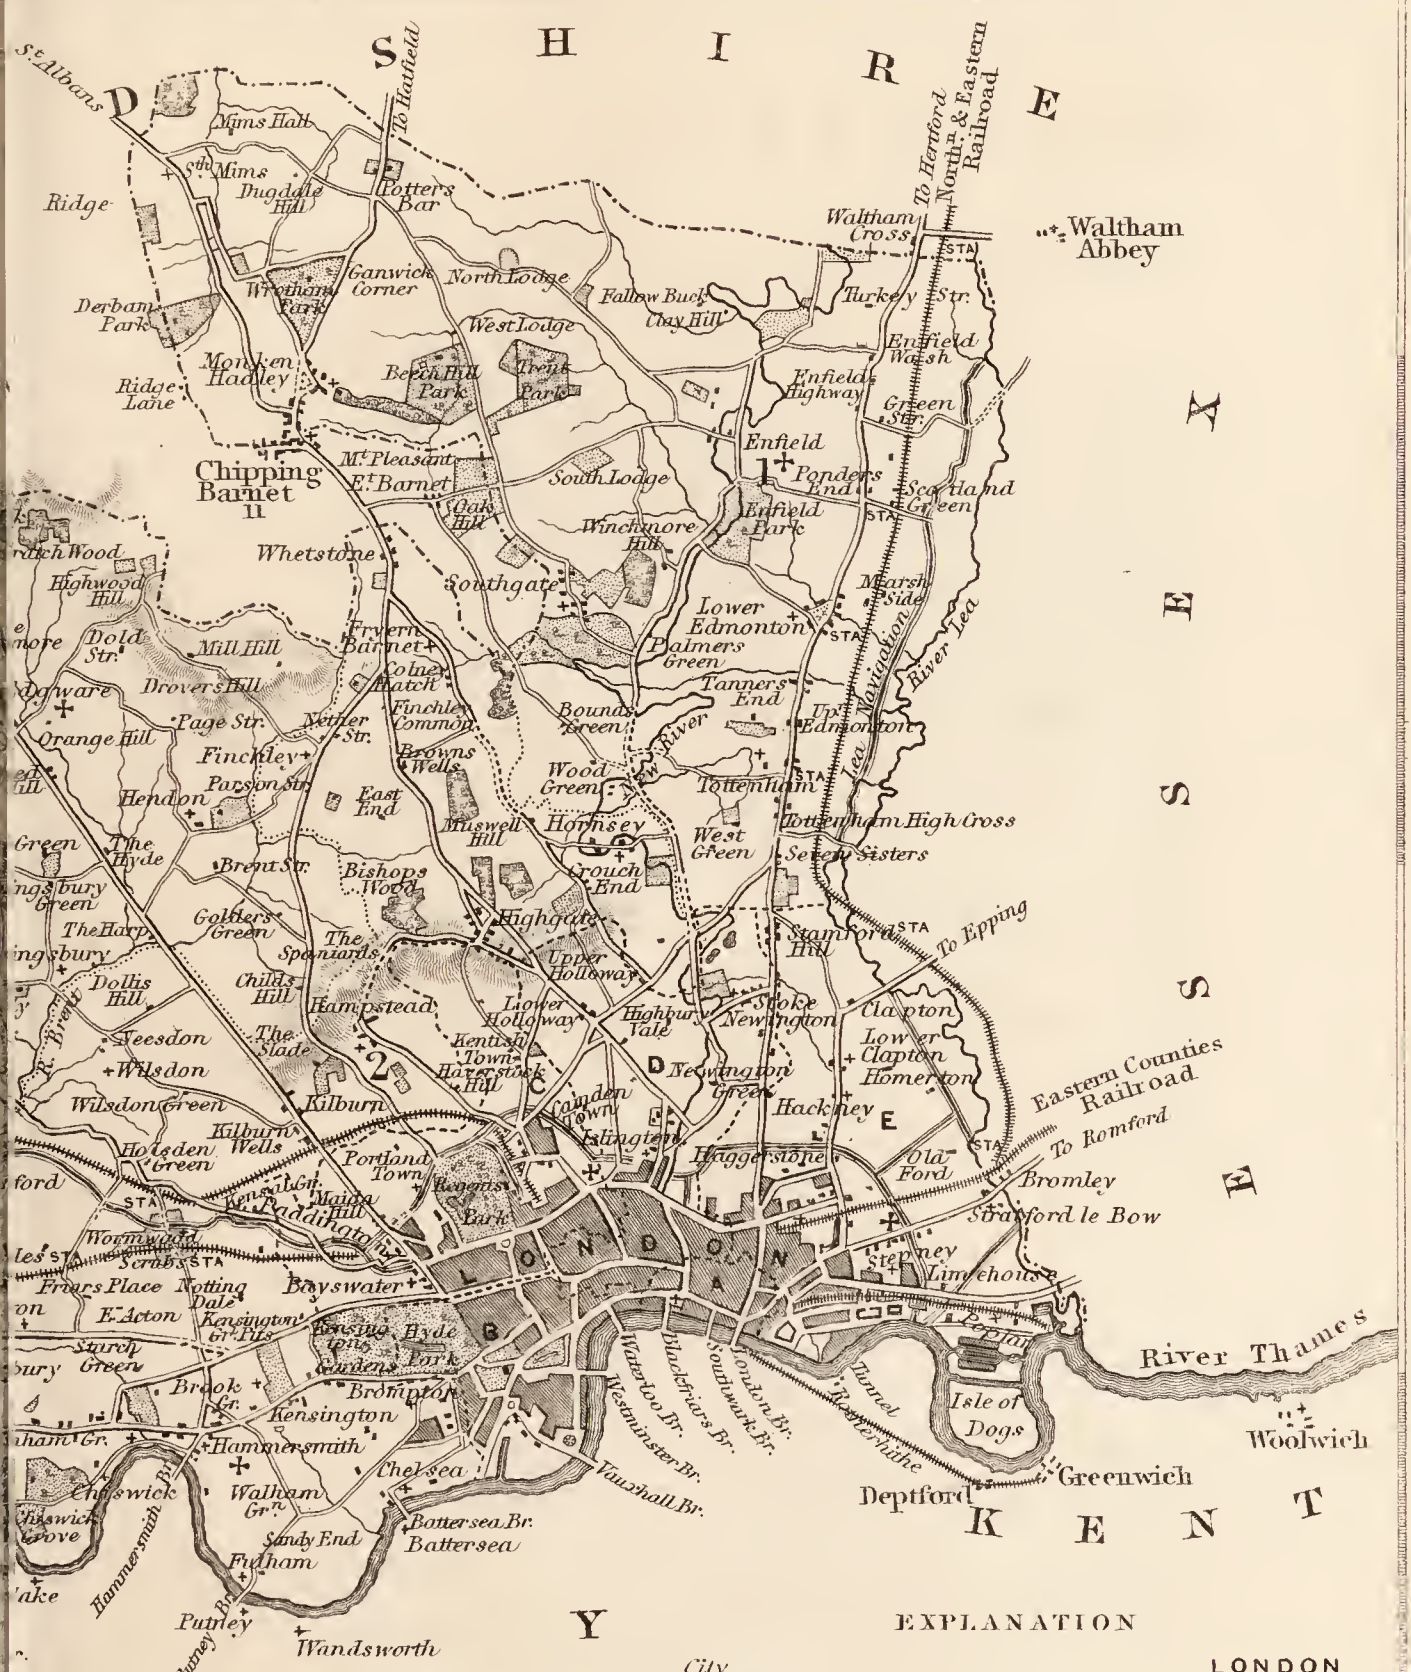 St. Albans
D
S
H
I
R
E
To Hatfield
To Hertford
North.n & Eastern
Railroad
Mims Hall
S.th Mims
Dugdale
Hill
Potters
Bar
Ridge
Waltham
Cross
STA
Waltham
Abbey
Ganwick
Corner
North Lodge
Wrotham
Park
Fallow Buck
Clay Hill
Turkey Str.
Derham
Park
West Lodge
Enfield
Wash
Monken
Hadley
Beech Hill
Park
Trent
Park
Enfield
Highway
Ridge
Lane
Green
Str.
X
Enfield
1
M.t Pleasant
Chipping
Barnet
11
E.t Barnet
South Lodge
Ponders
End
STA
Scotland
Green
Oak
Hill
Enfield
Park
Winchmore
Hill
Whetstone
Highwood
Hill
Southgate
Marsh
Side
E
Lower
Edmonton
STA
River Lea
Lea Navigation
Fryern
Barnet
Dold
Str.
Mill Hill
Palmers
Green
Colney
Hatch
Drovers Hill
Tanners
End
Finchley
Common
Page Str.
Nether
Str.
Bounds
Green
Up.r
Edmonton
New River
Orange Hill
Finchley
Browns
Wells
Wood
Green
Parson Str.
Hendon
East
End
Tottenham
STA
S
Muswell
Hill
Hornsey
West
Green
Tottenham High Cross
Green
The
Hyde
Brent Str.
Bishops
Wood
Crouch
End
Seven Sisters
Green
The Harp
Golders
Green
Highgate
The
Spaniards
Stamford
Hill
STA
To Epping
Upper
Holloway
Dollis
Hill
Childs
Hill
Hampstead
S
Lower
Holloway
Highbury
Vale
Stoke
Newington
Clapton
R. Brent
Neesdon
The
Slade
Kentish
Town
Lower
Clapton
Homerton
Wilsdon
2
Haverstock
Hill
C
D
Newington
Green
Eastern Counties
Railroad
Wilsdon Green
Kilburn
Camden
Town
Hackney
E
To Romford
Kilburn
Wells
Holsden
Green
Islington
Haggerstone
L
STA
Portland
Town
Old
Ford
Bromley
STA
Kensal Gr.
Maida
Hill
Regents
Park
Stratford le Bow
E
Paddington
Wormwood
Scrubs
STA
STA
L O N D O N
A
Stepney
Limehouse
Friars Place
Notting
Dale
Bayswater
E. Acton
Kensington
Gr. Pits
B
Kensing
tons
Gardens
Hyde
Park
Poplar
Starch
Green
River Thames
Brook
Gr.
Brompton
Kensington
Waterloo Br.
Westminster Br.
Blackfriars Br.
Southwark Br.
London Br.
Tunnel
Rotherhithe
Isle of
Dogs
Woolwich
Hammersmith
Chelsea
Vauxhall Br.
Deptford
Greenwich
Chiswick
Walham
Gr.n
K
E
N
T
Chiswick
Grove
Hammersmith Br.
Sandy End
Battersea Br.
Battersea
Fulham
Putney
Putney Br.
Wandsworth
Y
EXPLANATION
City
LONDON